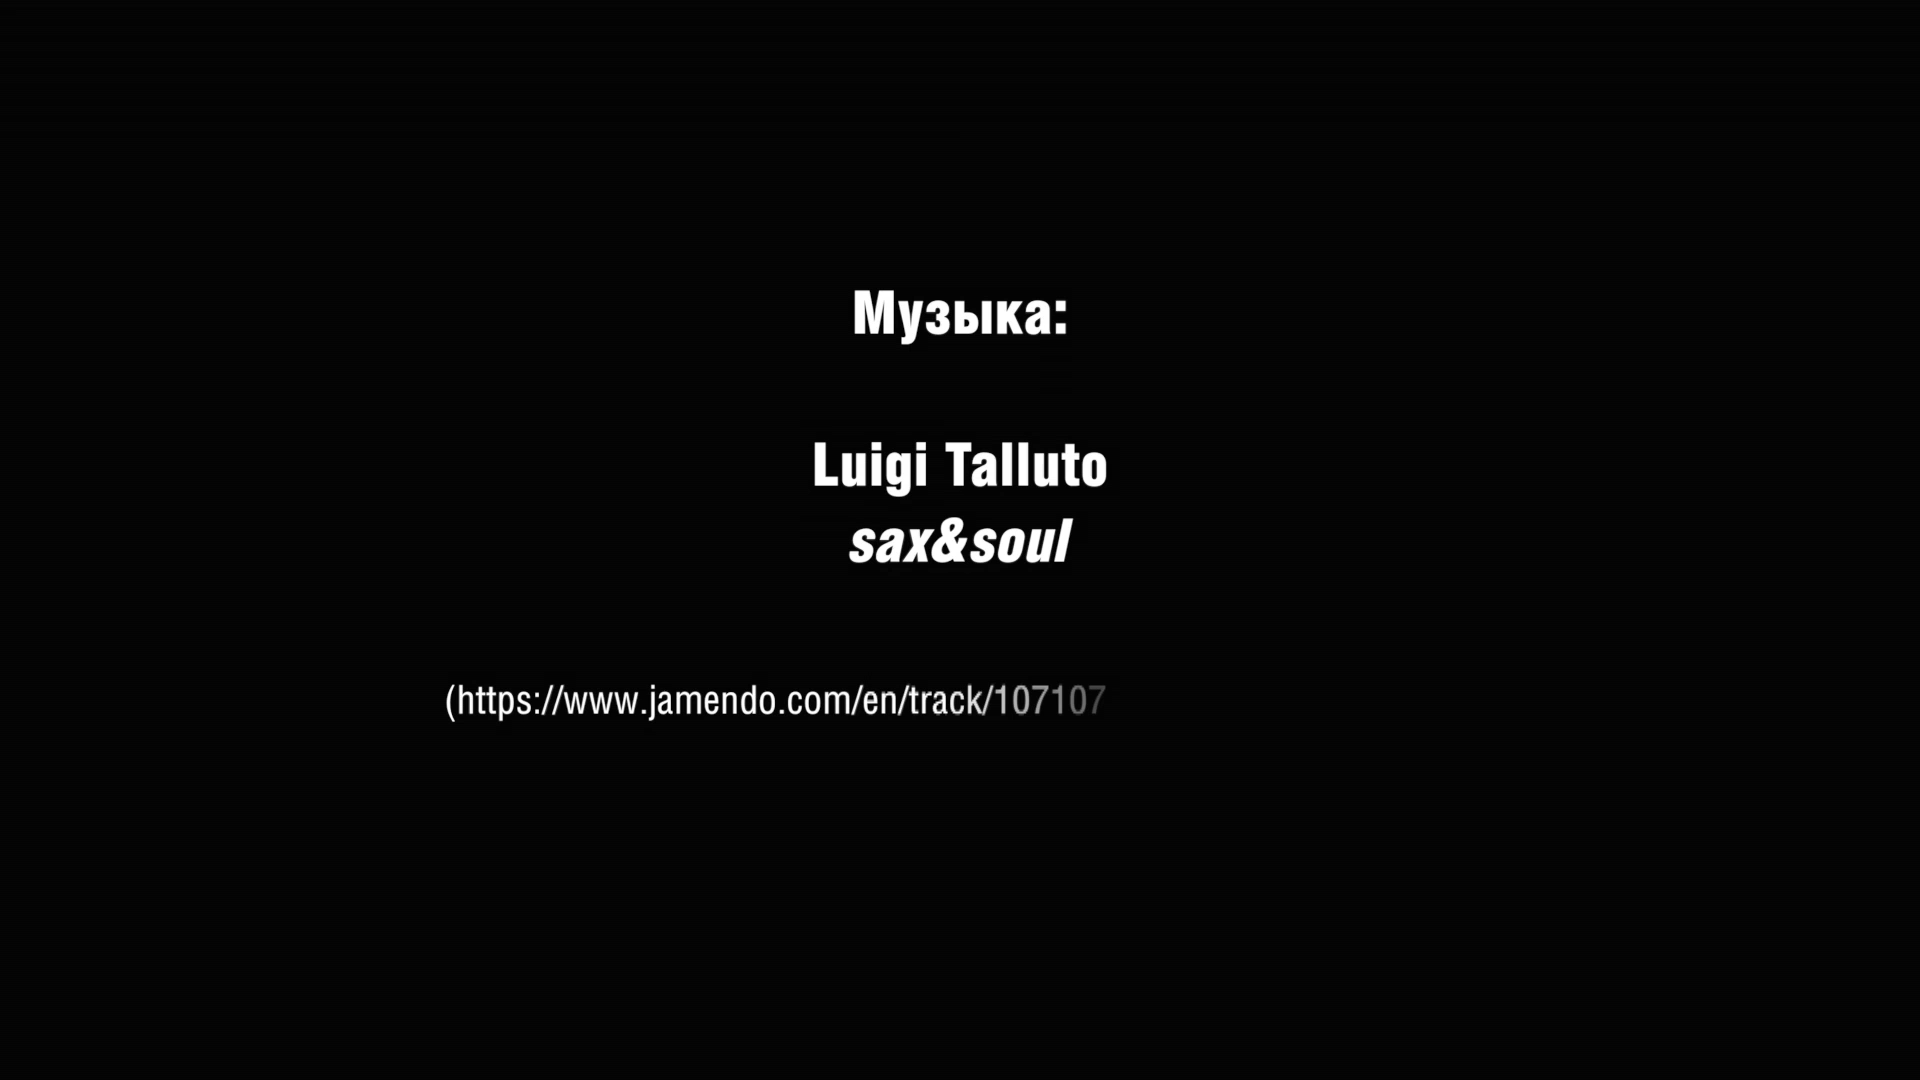 Музыка:
Luigi Talluto
sax&soul
(https://www.jamendo.com/en/track/107107